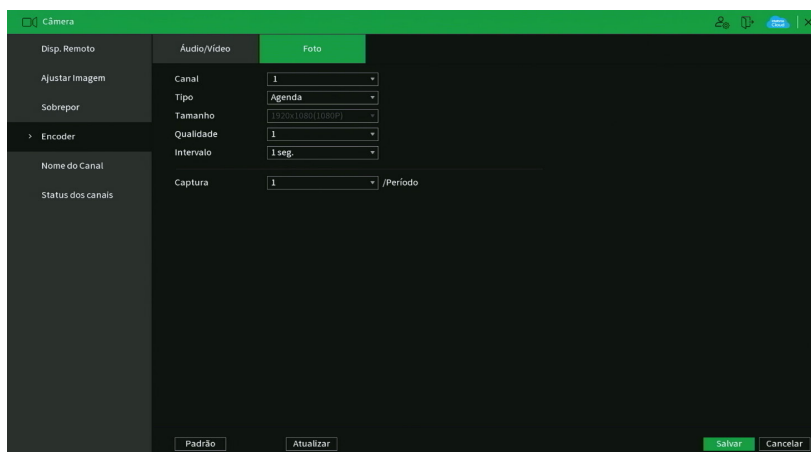 Câmera
Disp. Remoto
Ajustar Imagem
Sobrepor
Encoder
Nome do Canal
Status dos canais
Áudio/Vídeo Foto
Canal 1
Tipo Agenda
Tamanho 1920x1080(1080P)
Qualidade 1
Intervalo 1 seg.
Captura 1 /Período
Padrão Atualizar Salvar Cancelar